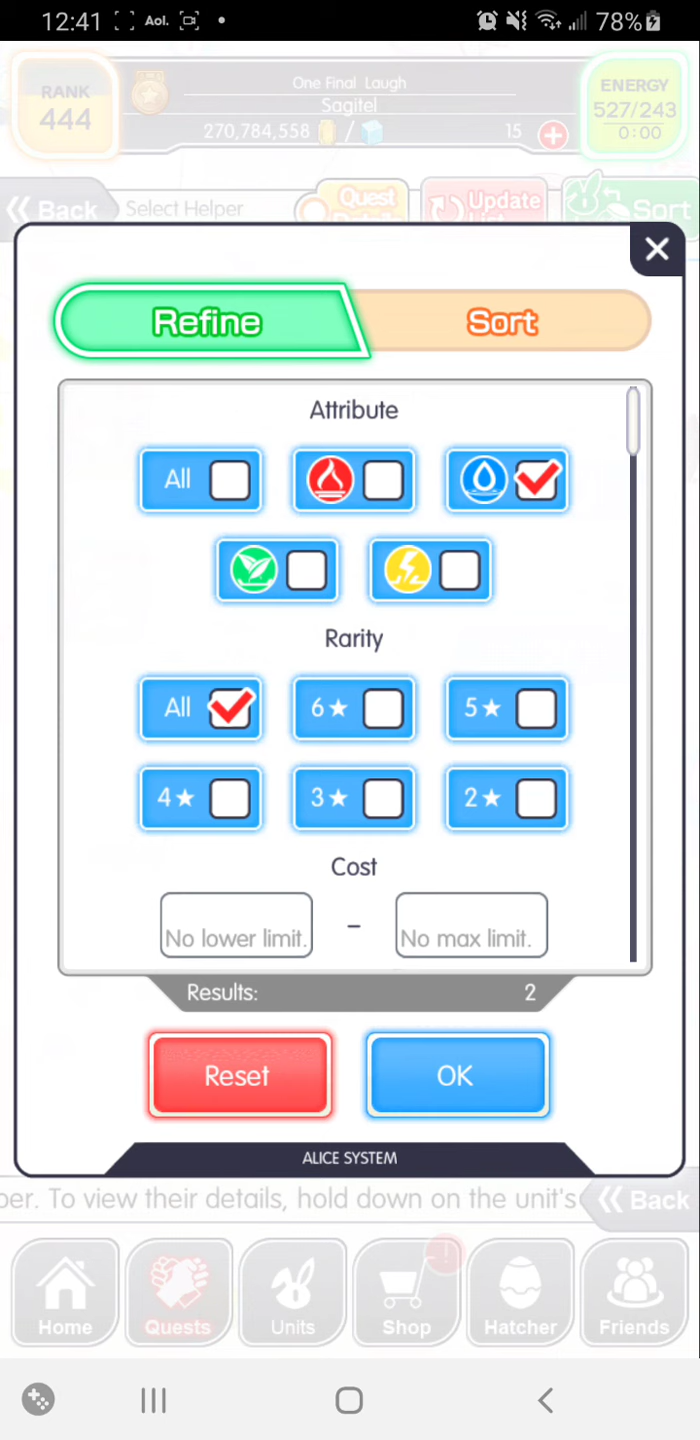 12:41 Aol. 78%
RANK
444
One Final Laugh
Sagitel
270,784,558 / 15
ENERGY
527/243
0:00
Back Select Helper Quest Update Sort
Refine Sort
Attribute
All
Rarity
All 6★ 5★
4★ 3★ 2★
Cost
No lower limit. – No max limit.
Results: 2
Reset OK
ALICE SYSTEM
per. To view their details, hold down on the unit's Back
Home Quests Units Shop Hatcher Friends